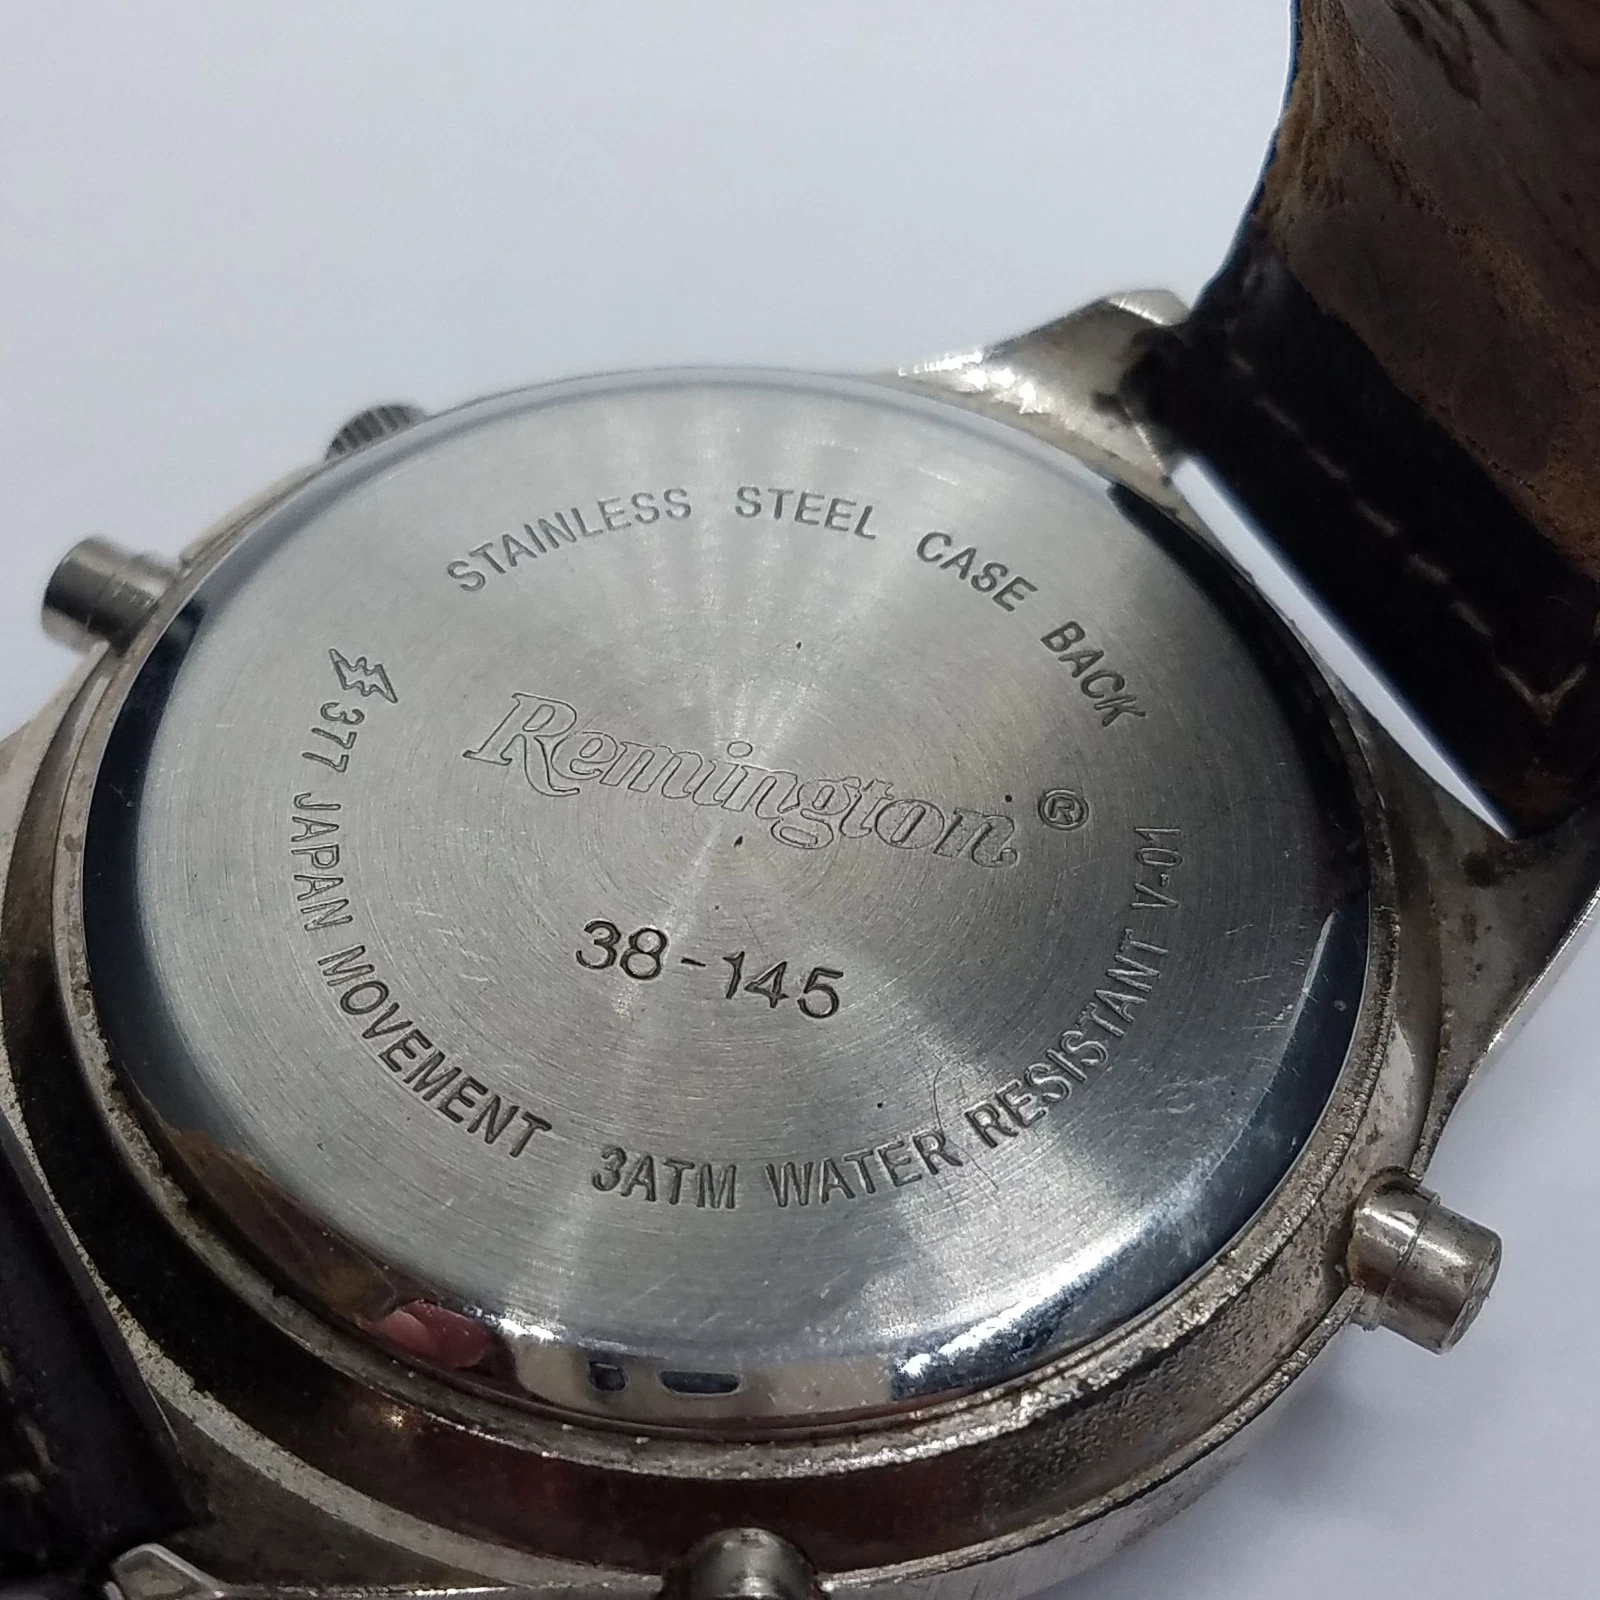 STAINLESS STEEL CASE BACK
Remington®
38-145
377 JAPAN MOVEMENT 3ATM WATER RESISTANT V-01